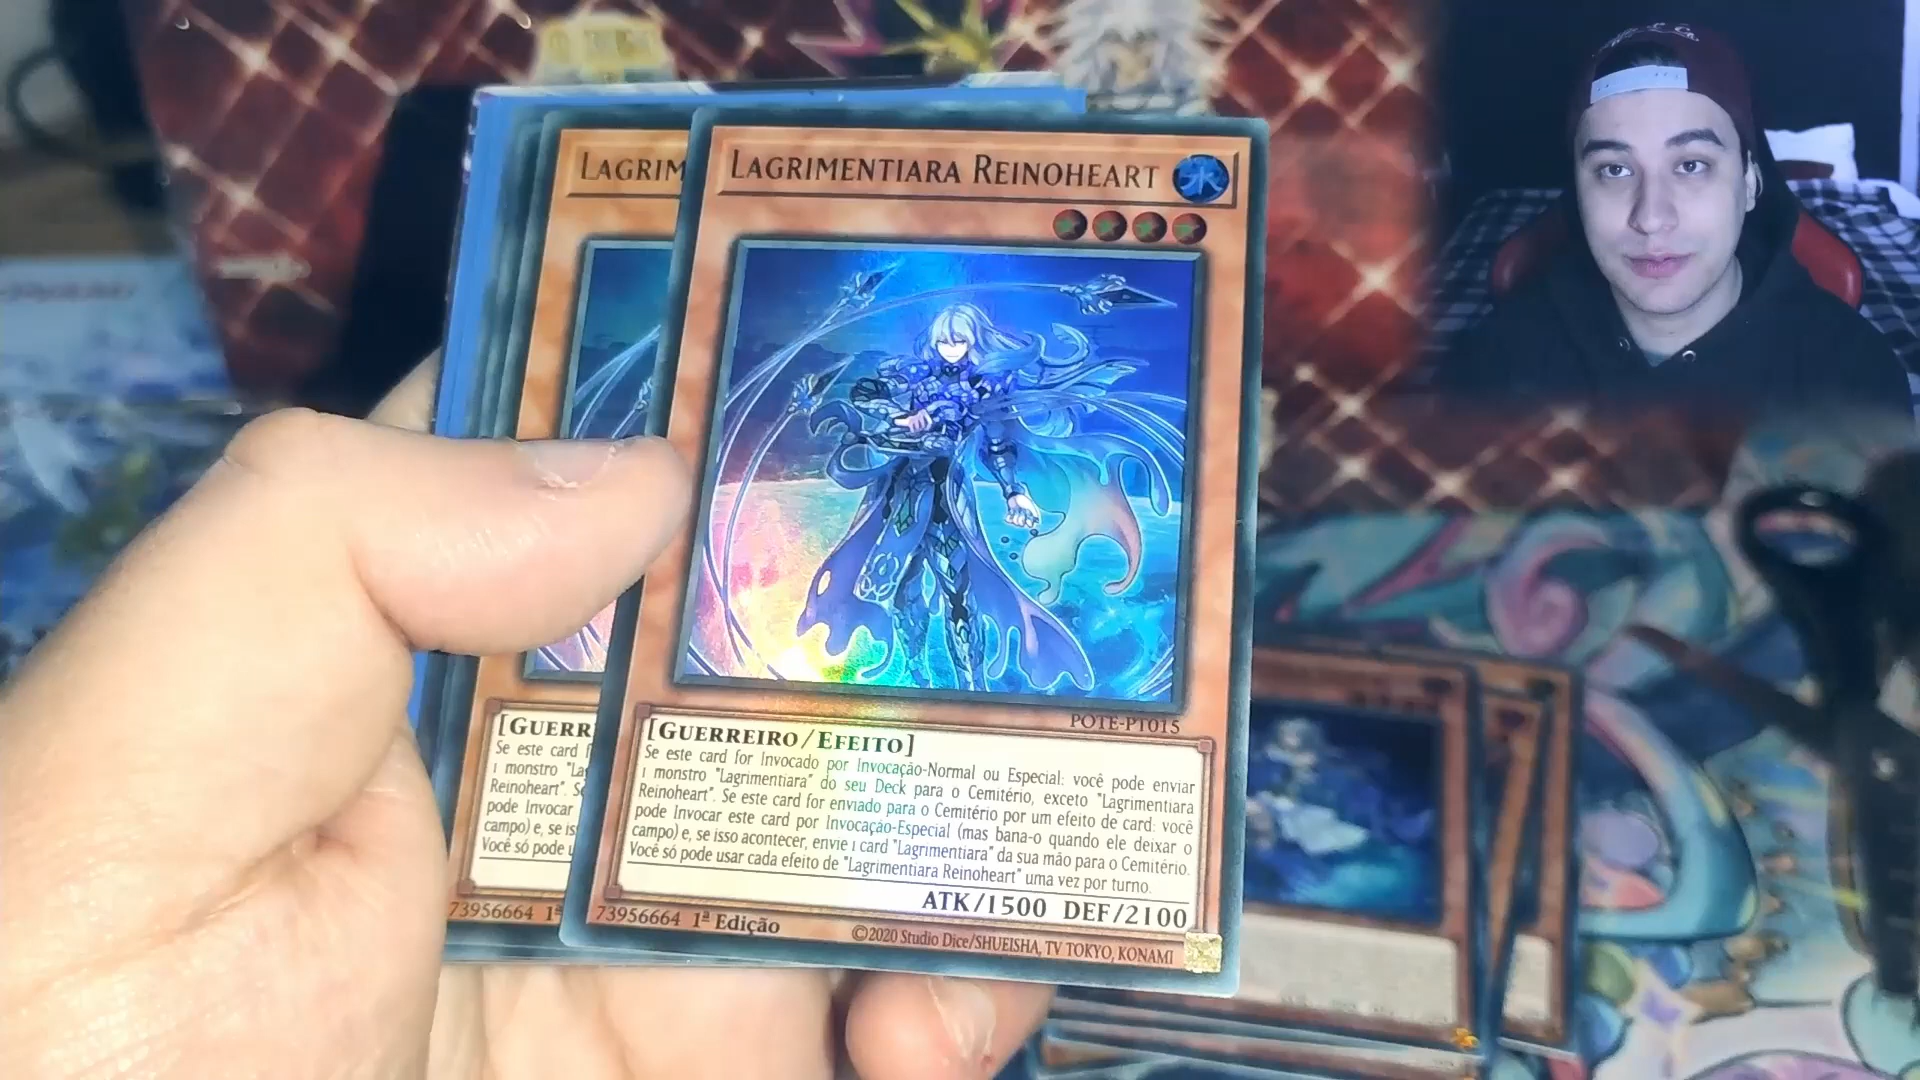 LAGRIM
LAGRIMENTIARA REINOHEART
水
POTE-PT015
[GUERR
Se este card f
1 monstro "La
Reinoheart". Se
pode Invocar
campo) e, se is
Você só pode u
73956664 1ª
[GUERREIRO/EFEITO]
Se este card for Invocado por Invocação-Normal ou Especial: você pode enviar
1 monstro "Lagrimentiara" do seu Deck para o Cemitério, exceto "Lagrimentiara
Reinoheart". Se este card for enviado para o Cemitério por um efeito de card: você
pode Invocar este card por Invocação-Especial (mas bana-o quando ele deixar o
campo) e, se isso acontecer, envie 1 card "Lagrimentiara" da sua mão para o Cemitério.
Você só pode usar cada efeito de "Lagrimentiara Reinoheart" uma vez por turno.
ATK/1500 DEF/2100
73956664 1ª Edição
©2020 Studio Dice/SHUEISHA, TV TOKYO, KONAMI